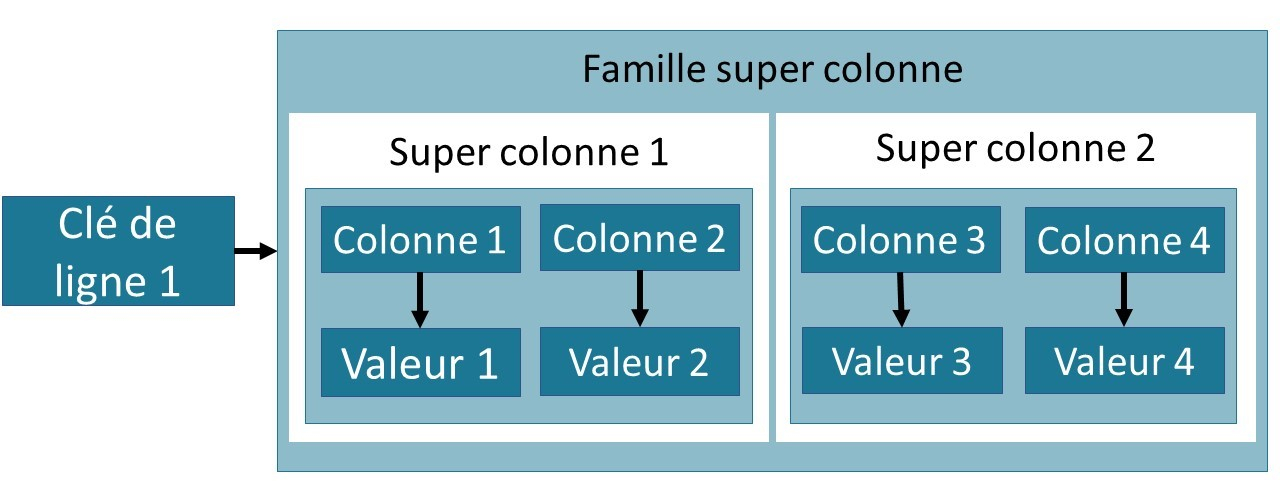 Famille super colonne
Super colonne 1
Super colonne 2
Clé de
ligne 1
Colonne 1
Colonne 2
Colonne 3
Colonne 4
Valeur 1
Valeur 2
Valeur 3
Valeur 4